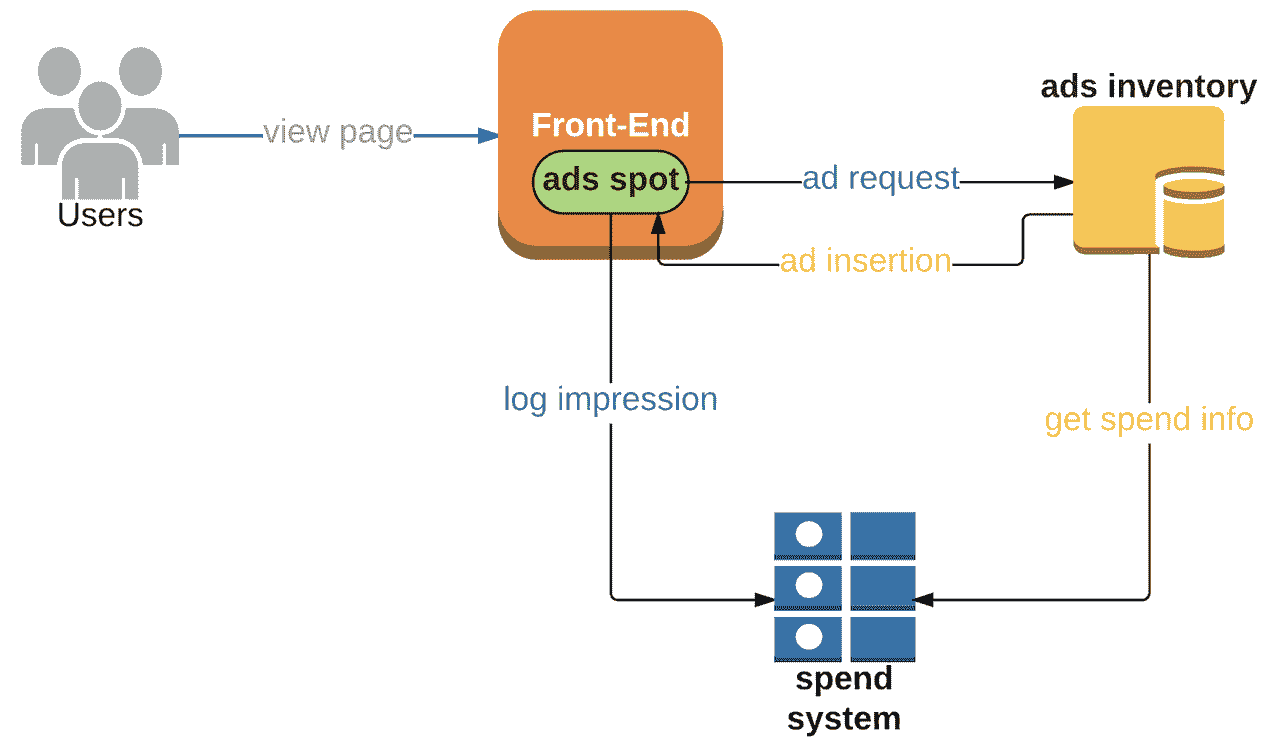 ads inventory
Front-End
view page
ads spot
ad request
Users
ad insertion
log impression
get spend info
spend
system